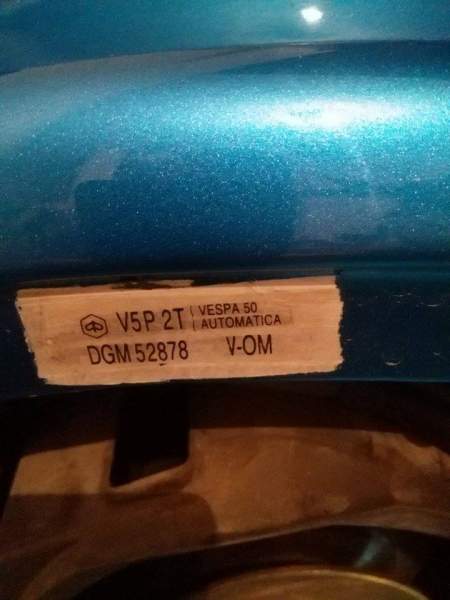 V5P 2T VESPA 50
AUTOMATICA
DGM 52878 V-OM